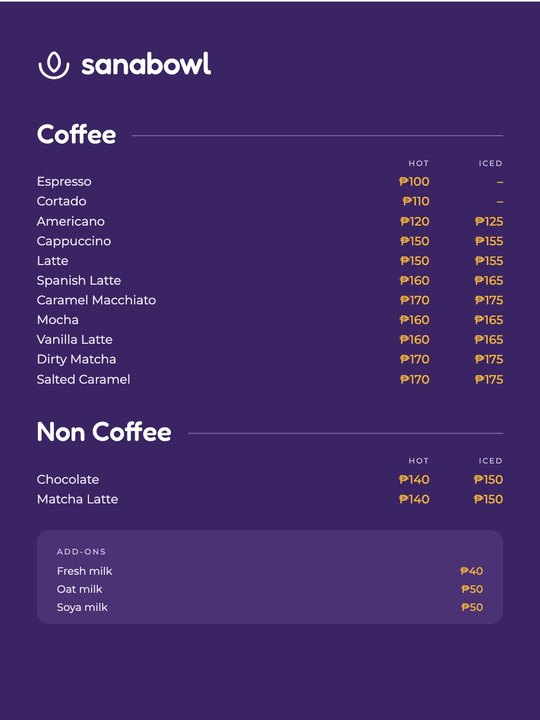 sanabowl
Coffee
HOT ICED
Espresso ₱100 –
Cortado ₱110 –
Americano ₱120 ₱125
Cappuccino ₱150 ₱155
Latte ₱150 ₱155
Spanish Latte ₱160 ₱165
Caramel Macchiato ₱170 ₱175
Mocha ₱160 ₱165
Vanilla Latte ₱160 ₱165
Dirty Matcha ₱170 ₱175
Salted Caramel ₱170 ₱175
Non Coffee
HOT ICED
Chocolate ₱140 ₱150
Matcha Latte ₱140 ₱150
ADD-ONS
Fresh milk ₱40
Oat milk ₱50
Soya milk ₱50